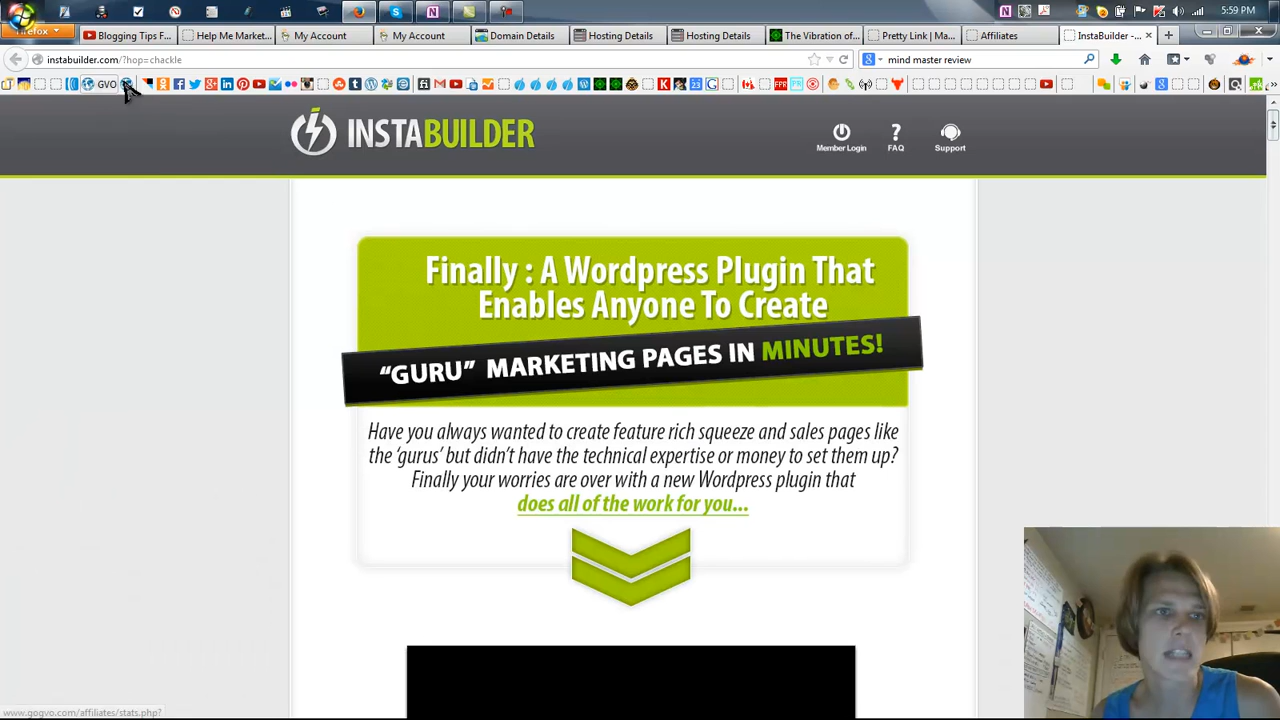 5:59 PM
Firefox
Blogging Tips F...
Help Me Market...
My Account
My Account
Domain Detai...
Hosting Details
Hosting Details
The Vibration of...
Pretty Link | Ma...
Affiliates
InstaBuilder -...
instabuilder.com/?hop=chackle
mind master review
GVO
INSTABUILDER
Member Login
FAQ
Support
Finally : A Wordpress Plugin That
Enables Anyone To Create
“GURU” MARKETING PAGES IN MINUTES!
Have you always wanted to create feature rich squeeze and sales pages like
the ‘gurus’ but didn’t have the technical expertise or money to set them up?
Finally your worries are over with a new Wordpress plugin that
does all of the work for you...
www.gogvo.com/affiliates/stats.php?